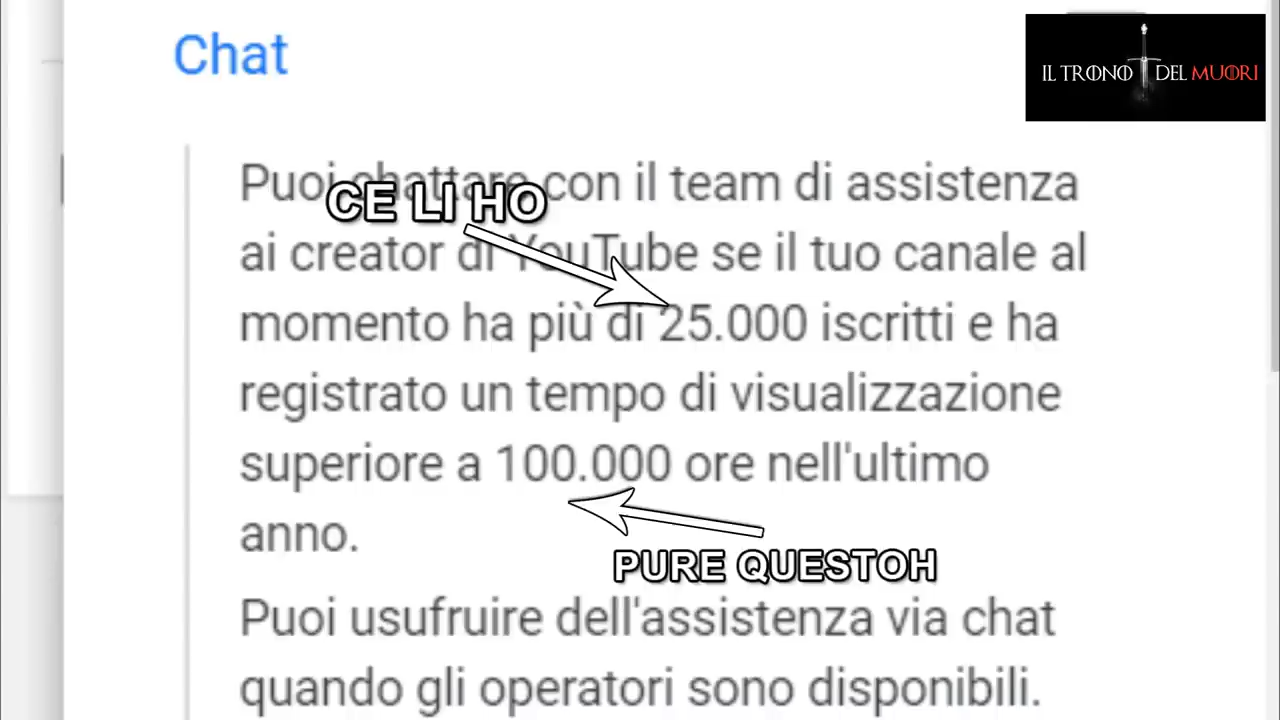 Chat
IL TRONO DEL MUORI
Puoi chattare con il team di assistenza
CE LI HO
ai creator di YouTube se il tuo canale al
momento ha più di 25.000 iscritti e ha
registrato un tempo di visualizzazione
superiore a 100.000 ore nell'ultimo
anno.
PURE QUESTOH
Puoi usufruire dell'assistenza via chat
quando gli operatori sono disponibili.